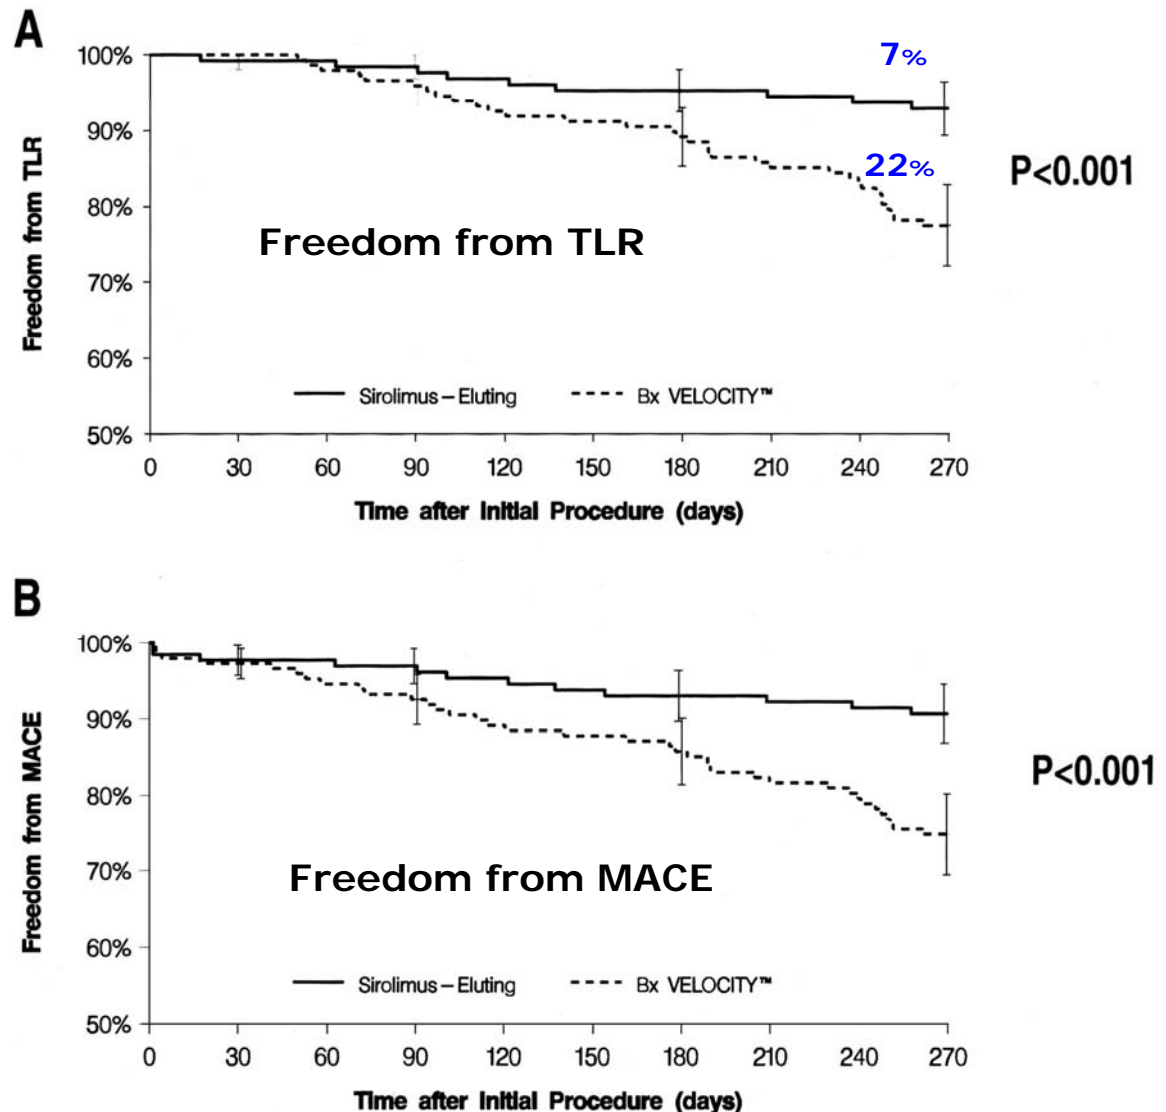 A
100%
90%
80%
70%
60%
50%
Freedom from TLR
7%
22%
P<0.001
Freedom from TLR
Sirolimus – Eluting
Bx VELOCITY™
0 30 60 90 120 150 180 210 240 270
Time after Initial Procedure (days)
B
100%
90%
80%
70%
60%
50%
Freedom from MACE
P<0.001
Freedom from MACE
Sirolimus – Eluting
Bx VELOCITY™
0 30 60 90 120 150 180 210 240 270
Time after Initial Procedure (days)